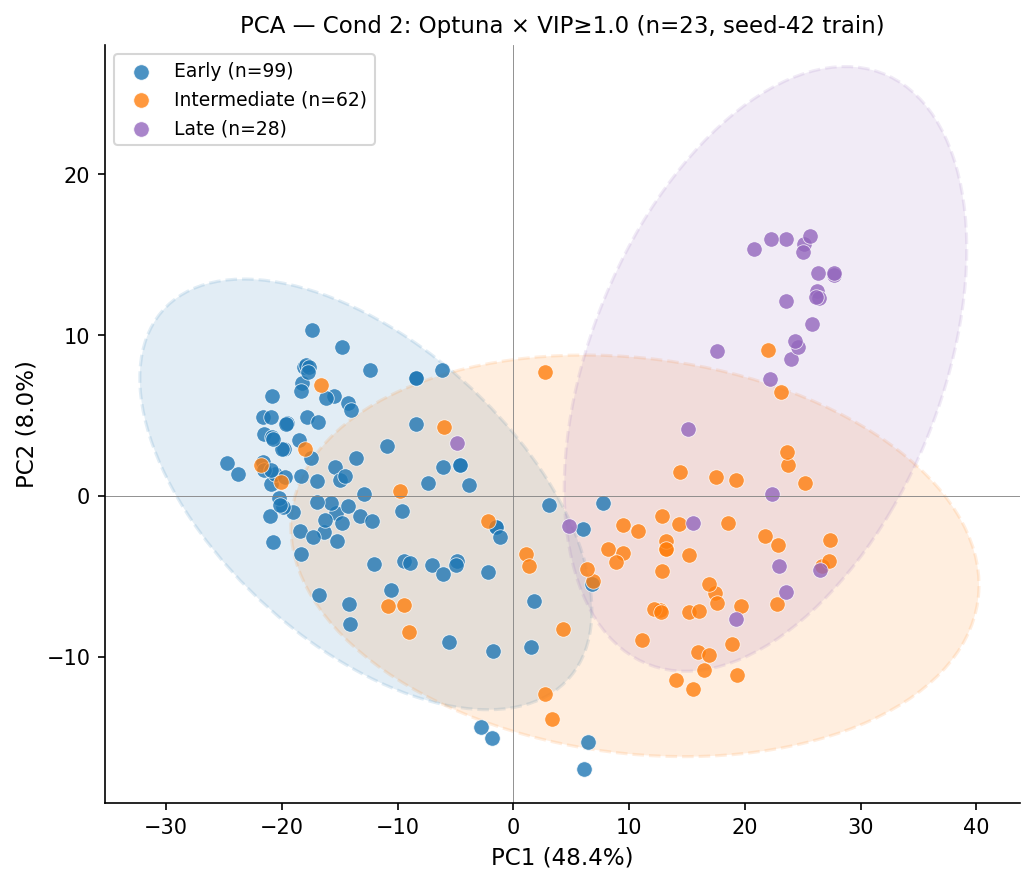 PCA — Cond 2: Optuna × VIP≥1.0 (n=23, seed-42 train)
Early (n=99)
Intermediate (n=62)
Late (n=28)
20
10
0
−10
PC2 (8.0%)
−30 −20 −10 0 10 20 30 40
PC1 (48.4%)